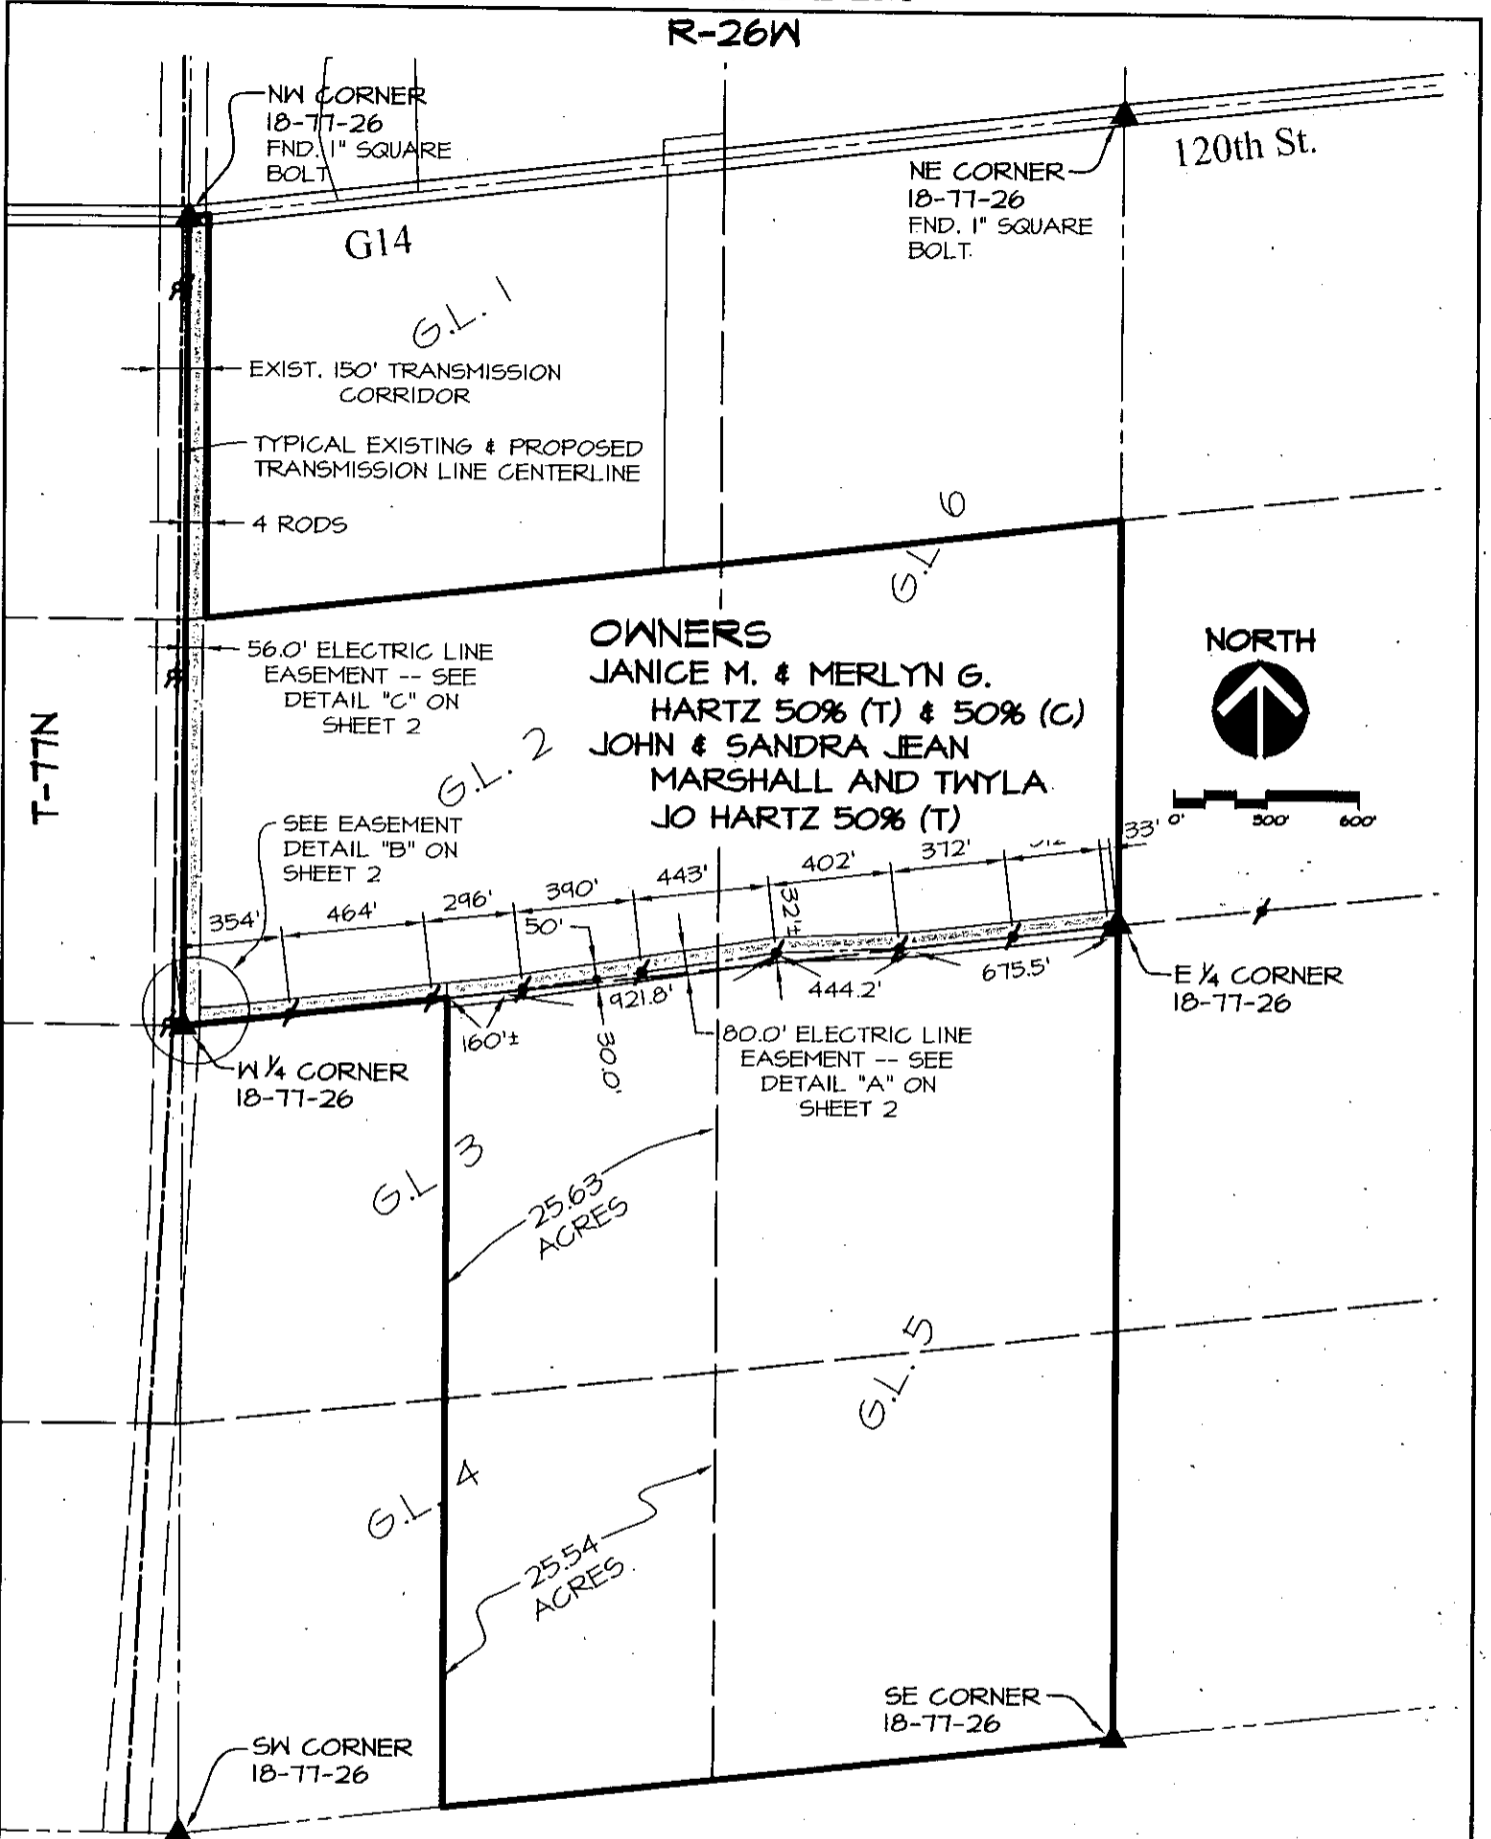 R-26W
NW CORNER
18-77-26
FND. 1" SQUARE
BOLT
NE CORNER
18-77-26
FND. 1" SQUARE
BOLT
120th St.
G14
G.L. 1
EXIST. 150' TRANSMISSION
CORRIDOR
TYPICAL EXISTING & PROPOSED
TRANSMISSION LINE CENTERLINE
4 RODS
G.L. 6
56.0' ELECTRIC LINE
EASEMENT -- SEE
DETAIL "C" ON
SHEET 2
OWNERS
JANICE M. & MERLYN G.
HARTZ 50% (T) & 50% (C)
JOHN & SANDRA JEAN
MARSHALL AND TWYLA
JO HARTZ 50% (T)
NORTH
0' 300' 600'
T-77N
G.L. 2
SEE EASEMENT
DETAIL "B" ON
SHEET 2
354' 464' 296' 390' 443' 402' 372' 33'
50'
32'±
160'± 921.8' 444.2' 675.5'
30.0'
80.0' ELECTRIC LINE
EASEMENT -- SEE
DETAIL "A" ON
SHEET 2
E 1/4 CORNER
18-77-26
W 1/4 CORNER
18-77-26
G.L. 3
25.63
ACRES
G.L. 5
G.L. 4
25.54
ACRES
SE CORNER
18-77-26
SW CORNER
18-77-26